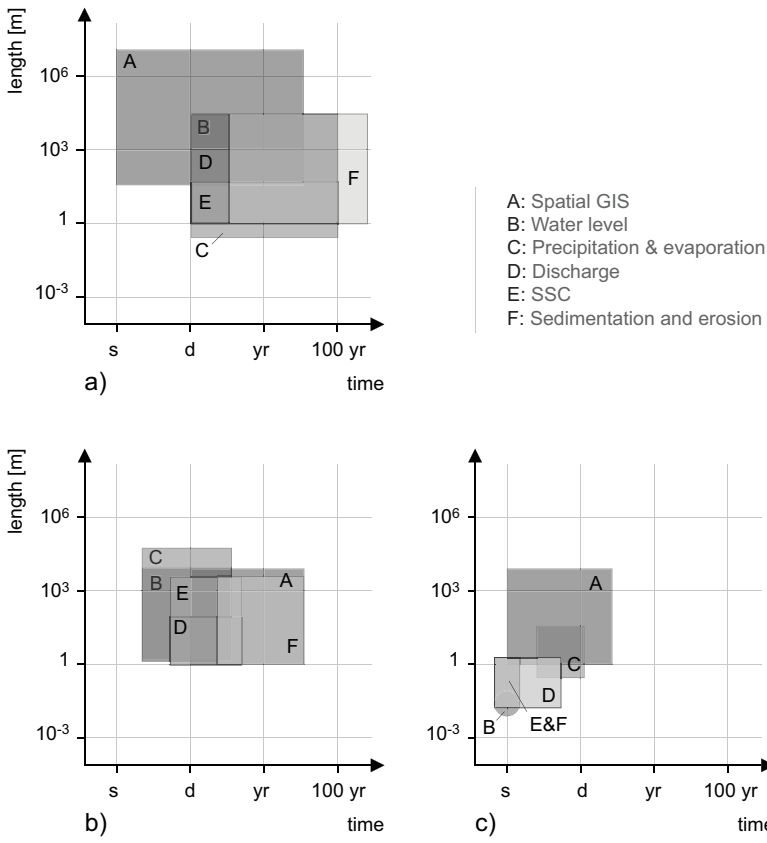 length [m]
A
10⁶
B
10³
D
F
E
1
C
10⁻³
s d yr 100 yr
a) time
A: Spatial GIS
B: Water level
C: Precipitation & evaporation
D: Discharge
E: SSC
F: Sedimentation and erosion
length [m]
10⁶
C
B A
10³
E
D
F
1
10⁻³
s d yr 100 yr
b) time
10⁶
A
10³
C
1
D
B E&F
10⁻³
s d yr 100 yr
c) time